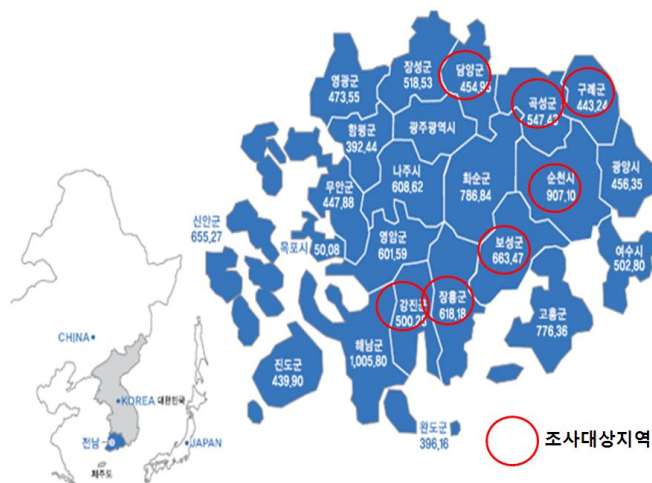 영광군
473,55
장성군
518,53
담양군
454,95
곡성군
547,43
구례군
443,24
함평군
392,44
광주광역시
나주시
608,62
화순군
786,84
순천시
907,10
광양시
456,35
무안군
447,88
신안군
655,27
목포시 50,08
영암군
601,59
보성군
663,47
여수시
502,80
강진군
500,23
장흥군
618,18
고흥군
776,36
해남군
1,005,80
진도군
439,90
완도군
396,16
CHINA
KOREA 대한민국
전남
JAPAN
제주도
조사대상지역